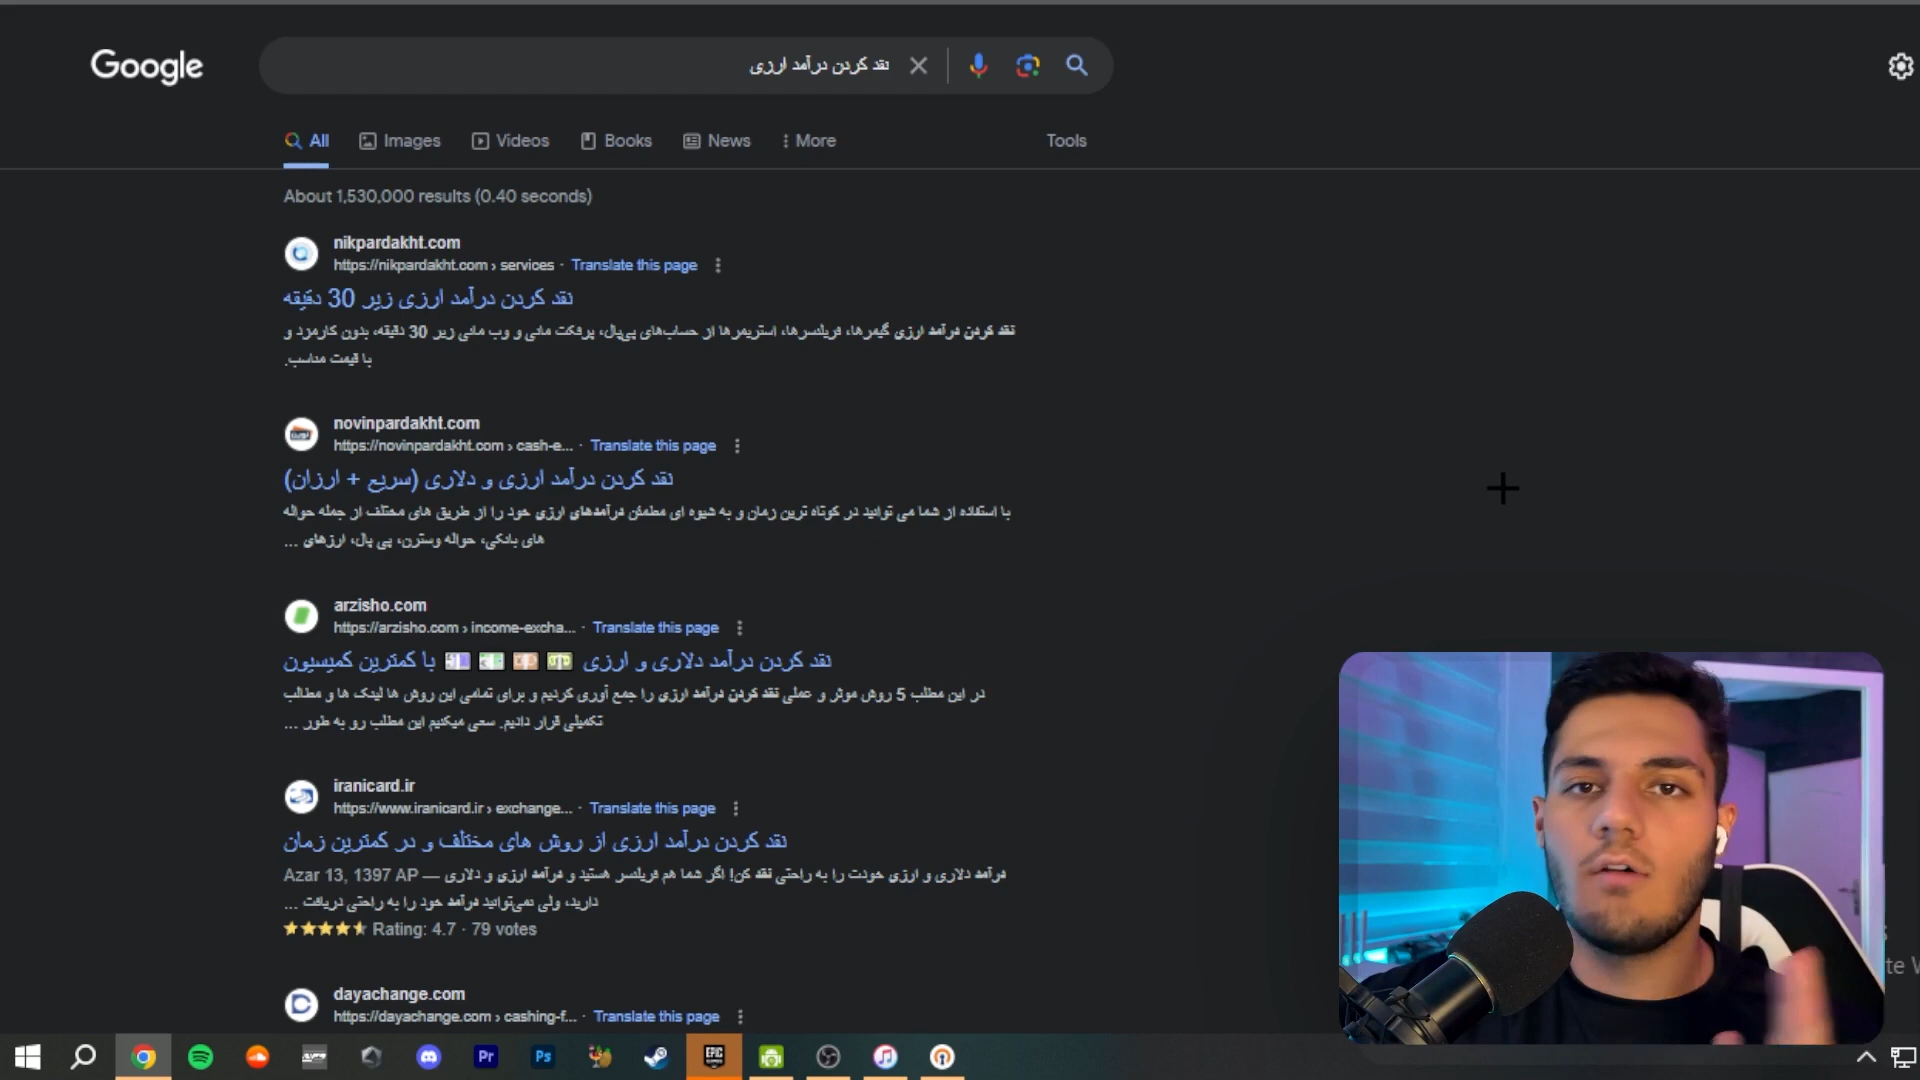 Google
نقد کردن درآمد ارزی
All
Images
Videos
Books
News
More
Tools
About 1,530,000 results (0.40 seconds)
nikpardakht.com
https://nikpardakht.com › services · Translate this page
نقد کردن درآمد ارزی زیر 30 دقیقه
نقد کردن درآمد ارزی گیمرها، فریلنسرها، استریمرها از حساب‌های پی‌پال، پرفکت مانی و وب مانی زیر 30 دقیقه، بدون کارمزد و
با قیمت مناسب.
novinpardakht.com
https://novinpardakht.com › cash-e... · Translate this page
نقد کردن درآمد ارزی و دلاری (سریع + ارزان)
با استفاده از شما می توانید در کوتاه ترین زمان و به شیوه ای مطمئن درآمدهای ارزی خود را از طریق های مختلف از جمله حواله
های بانکی، حواله وسترن، پی پال، ارزهای ...
arzisho.com
https://arzisho.com › income-excha... · Translate this page
نقد کردن درآمد دلاری و ارزی 💴 💵 💶 💷 با کمترین کمیسیون
در این مطلب 5 روش موثر و عملی نقد کردن درآمد ارزی را جمع آوری کردیم و برای تمامی این روش ها لینک ها و مطالب
تکمیلی قرار دادیم. سعی میکنیم این مطلب رو به طور ...
iranicard.ir
https://www.iranicard.ir › exchange... · Translate this page
نقد کردن درآمد ارزی از روش های مختلف و در کمترین زمان
Azar 13, 1397 AP — درآمد دلاری و ارزی خودت را به راحتی نقد کن! اگر شما هم فریلنسر هستید و درآمد ارزی و دلاری
دارید، ولی نمی‌توانید درآمد خود را به راحتی دریافت ...
Rating: 4.7 · 79 votes
dayachange.com
https://dayachange.com › cashing-f... · Translate this page
Pr
Ps
EPIC
GAMES